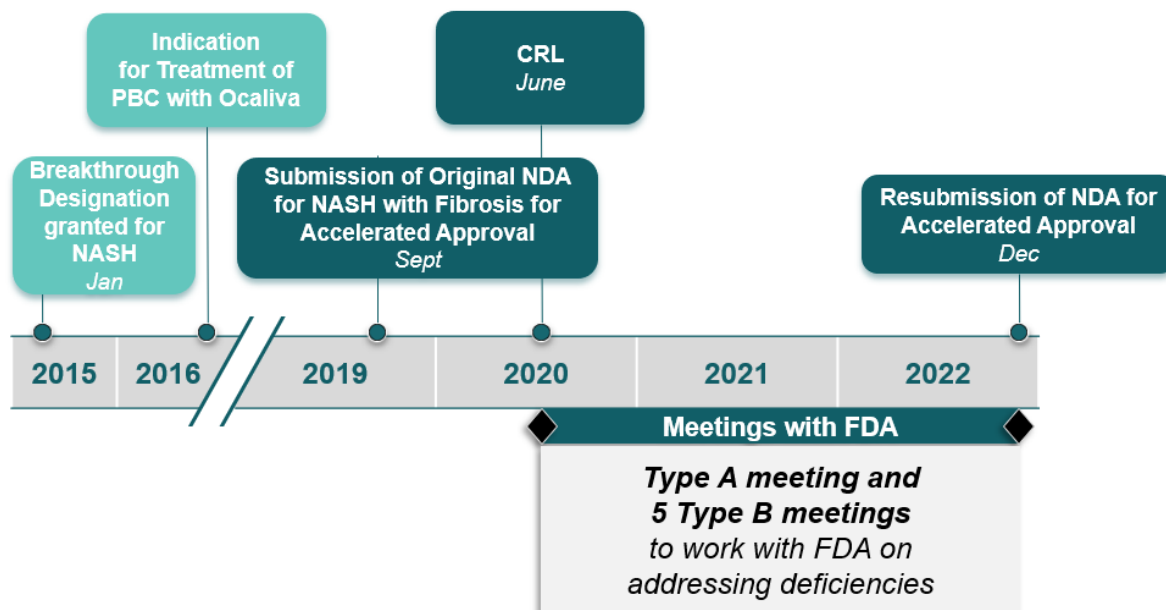 Indication
for Treatment of
PBC with Ocaliva
CRL
June
Breakthrough
Designation
granted for
NASH
Jan
Submission of Original NDA
for NASH with Fibrosis for
Accelerated Approval
Sept
Resubmission of NDA for
Accelerated Approval
Dec
2015 2016 2019 2020 2021 2022
Meetings with FDA
Type A meeting and
5 Type B meetings
to work with FDA on
addressing deficiencies